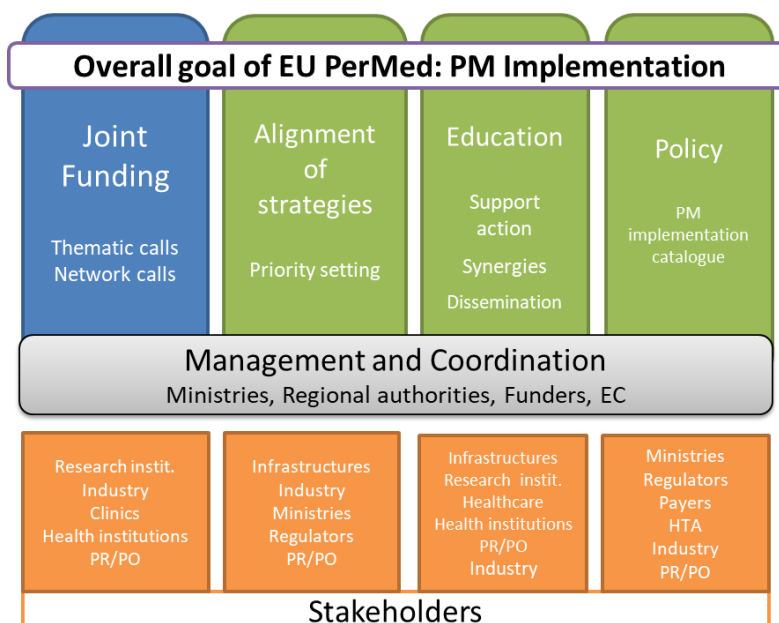 Overall goal of EU PerMed: PM Implementation
Joint
Funding
Thematic calls
Network calls
Alignment
of
strategies
Priority setting
Education
Support
action
Synergies
Dissemination
Policy
PM
implementation
catalogue
Management and Coordination
Ministries, Regional authorities, Funders, EC
Research instit.
Industry
Clinics
Health institutions
PR/PO
Infrastructures
Industry
Ministries
Regulators
PR/PO
Infrastructures
Research instit.
Healthcare
Health institutions
PR/PO
Industry
Ministries
Regulators
Payers
HTA
Industry
PR/PO
Stakeholders